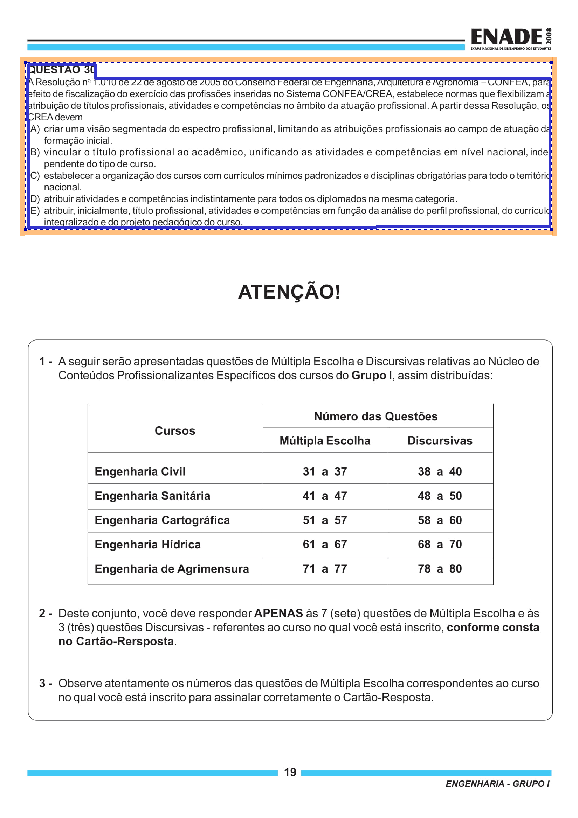 ENADE 2008
EXAME NACIONAL DE DESEMPENHO DOS ESTUDANTES
QUESTÃO 30
A Resolução nº 1.010 de 22 de agosto de 2005 do Conselho Federal de Engenharia, Arquitetura e Agronomia – CONFEA, para
efeito de fiscalização do exercício das profissões inseridas no Sistema CONFEA/CREA, estabelece normas que flexibilizam a
atribuição de títulos profissionais, atividades e competências no âmbito da atuação profissional. A partir dessa Resolução, os
CREA devem
A) criar uma visão segmentada do espectro profissional, limitando as atribuições profissionais ao campo de atuação da
formação inicial.
B) vincular o título profissional ao acadêmico, unificando as atividades e competências em nível nacional, inde-
pendente do tipo de curso.
C) estabelecer a organização dos cursos com currículos mínimos padronizados e disciplinas obrigatórias para todo o território
nacional.
D) atribuir atividades e competências indistintamente para todos os diplomados na mesma categoria.
E) atribuir, inicialmente, título profissional, atividades e competências em função da análise do perfil profissional, do currículo
integralizado e do projeto pedagógico do curso.
ATENÇÃO!
1 - A seguir serão apresentadas questões de Múltipla Escolha e Discursivas relativas ao Núcleo de
Conteúdos Profissionalizantes Específicos dos cursos do Grupo I, assim distribuídas:
Cursos Número das Questões
Múltipla Escolha Discursivas
Engenharia Civil 31 a 37 38 a 40
Engenharia Sanitária 41 a 47 48 a 50
Engenharia Cartográfica 51 a 57 58 a 60
Engenharia Hídrica 61 a 67 68 a 70
Engenharia de Agrimensura 71 a 77 78 a 80
2 - Deste conjunto, você deve responder APENAS às 7 (sete) questões de Múltipla Escolha e às
3 (três) questões Discursivas - referentes ao curso no qual você está inscrito, conforme consta
no Cartão-Rersposta.
3 - Observe atentamente os números das questões de Múltipla Escolha correspondentes ao curso
no qual você está inscrito para assinalar corretamente o Cartão-Resposta.
19
ENGENHARIA - GRUPO I